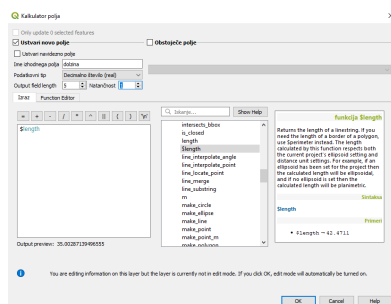 Kalkulator polja
Only update 0 selected features
Ustvari novo polje
Obstoječe polje
Ustvari navidezno polje
Ime izhodnega polja dolzina
Podatkovni tip Decimalno število (real)
Output field length 5 Natančnost
Izraz Function Editor
= + - / * ^ || ( ) '\n'
$length
Output preview: 35.00287139496555
Iskanje... Show Help
intersects_bbox
is_closed
length
$length
line_interpolate_angle
line_interpolate_point
line_locate_point
line_merge
line_substring
m
make_circle
make_ellipse
make_line
make_point
make_point_m
make_polygon
funkcija $length
Returns the length of a linestring. If you
need the length of a border of a polygon,
use $perimeter instead. The length
calculated by this function respects both
the current project's ellipsoid setting and
distance unit settings. For example, if an
ellipsoid has been set for the project then
the calculated length will be ellipsoidal,
and if no ellipsoid is set then the
calculated length will be planimetric.
Sintaksa
$length
Primeri
• $length → 42.4711
You are editing information on this layer but the layer is currently not in edit mode. If you click OK, edit mode will automatically be turned on.
OK Cancel Help